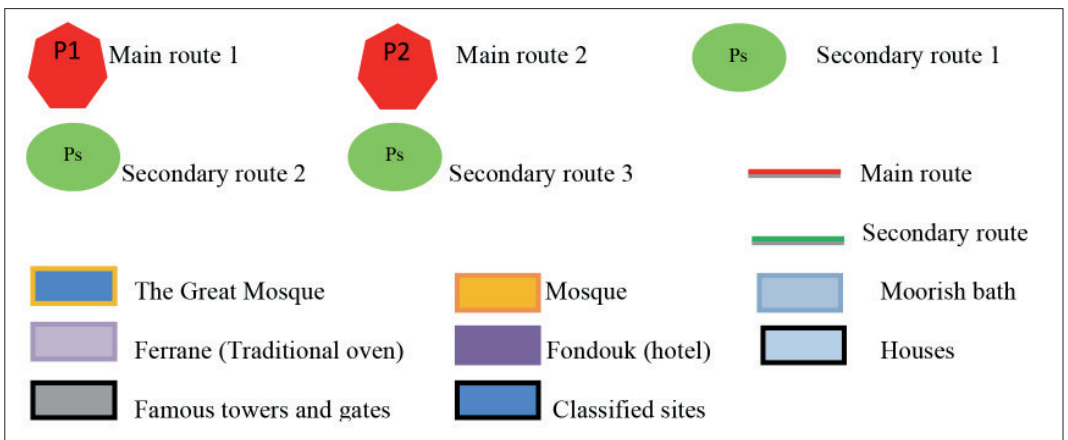 P1 Main route 1 P2 Main route 2 Ps Secondary route 1
Ps Secondary route 2 Ps Secondary route 3 Main route
Secondary route
The Great Mosque Mosque Moorish bath
Ferrane (Traditional oven) Fondouk (hotel) Houses
Famous towers and gates Classified sites